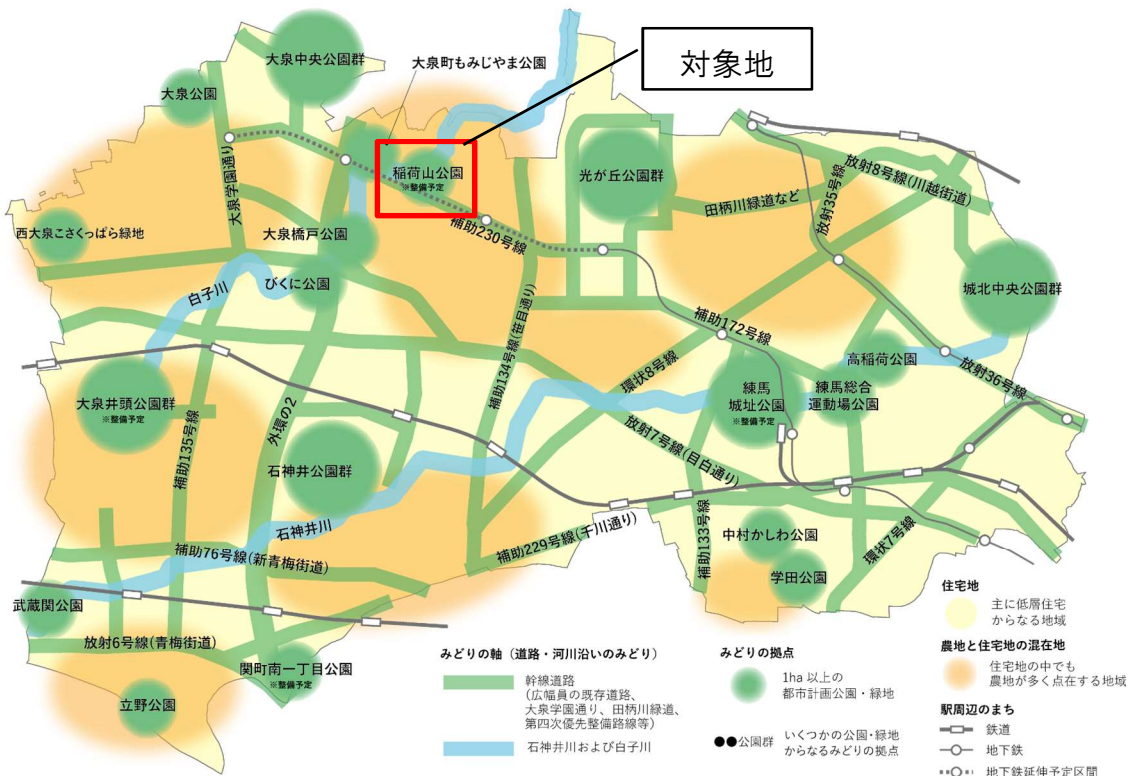 対象地
大泉中央公園群
大泉町もみじやま公園
大泉公園
稲荷山公園
※整備予定
光が丘公園群
放射8号線(川越街道)
放射35号線
田柄川緑道など
大泉学園通り
西大泉こさくっぱら緑地
大泉橋戸公園
補助230号線
びくに公園
白子川
城北中央公園群
補助172号線
補助134号線(笹目通り)
環状8号線
高稲荷公園
放射36号線
練馬
城址公園
※整備予定
練馬総合
運動場公園
大泉井頭公園群
※整備予定
補助135号線
外環の2
石神井公園群
放射7号線(目白通り)
石神井川
補助76号線(新青梅街道)
補助229号線(千川通り)
補助133号線
中村かしわ公園
環状7号線
学田公園
武蔵関公園
放射6号線(青梅街道)
関町南一丁目公園
※整備予定
立野公園
みどりの軸(道路・河川沿いのみどり)
幹線道路
(広幅員の既存道路、
大泉学園通り、田柄川緑道、
第四次優先整備路線等)
石神井川および白子川
みどりの拠点
1ha 以上の
都市計画公園・緑地
●●公園群
いくつかの公園・緑地
からなるみどりの拠点
住宅地
主に低層住宅
からなる地域
農地と住宅地の混在地
住宅地の中でも
農地が多く点在する地域
駅周辺のまち
鉄道
地下鉄
地下鉄延伸予定区間